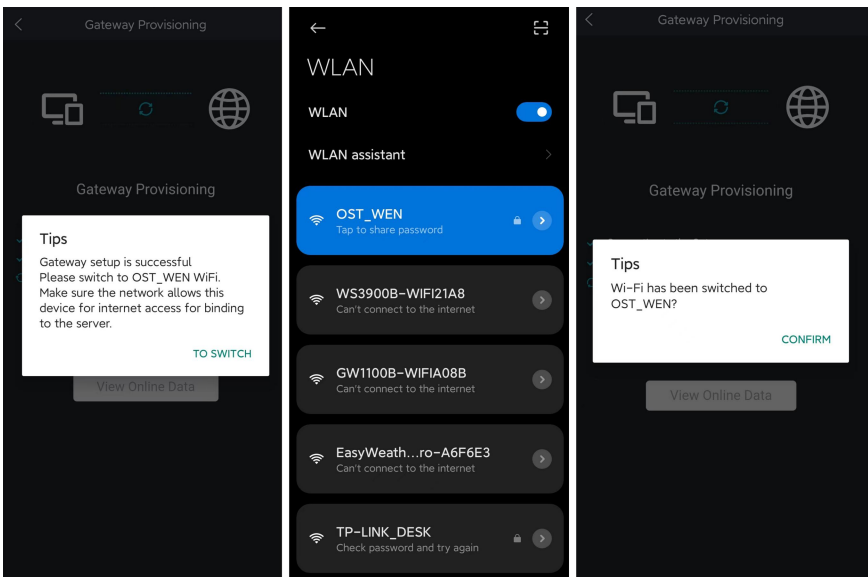 Gateway Provisioning
Gateway Provisioning
Tips
Gateway setup is successful
Please switch to OST_WEN WiFi.
Make sure the network allows this
device for internet access for binding
to the server.
TO SWITCH
View Online Data
WLAN
WLAN
WLAN assistant
OST_WEN
Tap to share password
WS3900B-WIFI21A8
Can't connect to the internet
GW1100B-WIFIA08B
Can't connect to the internet
EasyWeath...ro-A6F6E3
Can't connect to the internet
TP-LINK_DESK
Check password and try again
Gateway Provisioning
Gateway Provisioning
Tips
Wi-Fi has been switched to
OST_WEN?
CONFIRM
View Online Data